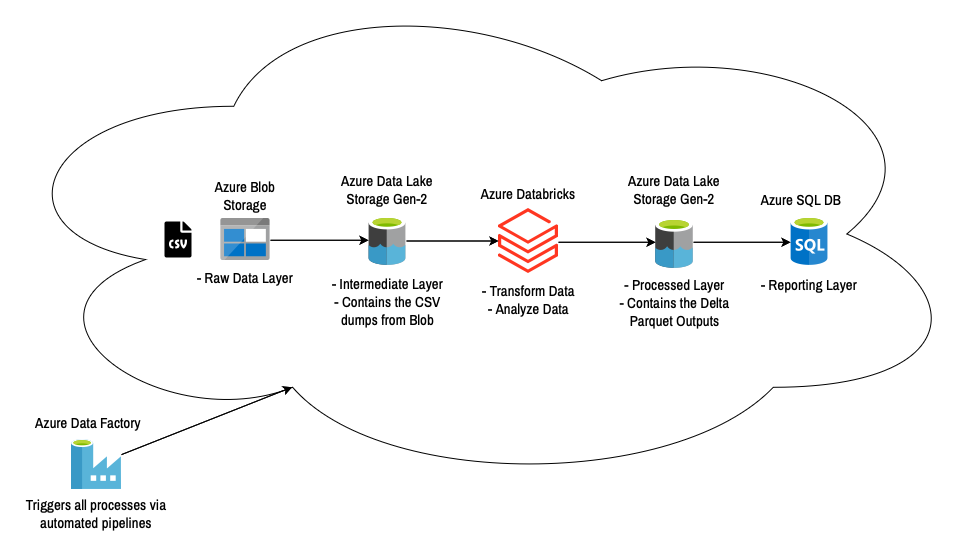 Azure Blob
Storage
CSV
- Raw Data Layer
Azure Data Lake
Storage Gen-2
- Intermediate Layer
- Contains the CSV
dumps from Blob
Azure Databricks
- Transform Data
- Analyze Data
Azure Data Lake
Storage Gen-2
- Processed Layer
- Contains the Delta
Parquet Outputs
Azure SQL DB
SQL
- Reporting Layer
Azure Data Factory
Triggers all processes via
automated pipelines